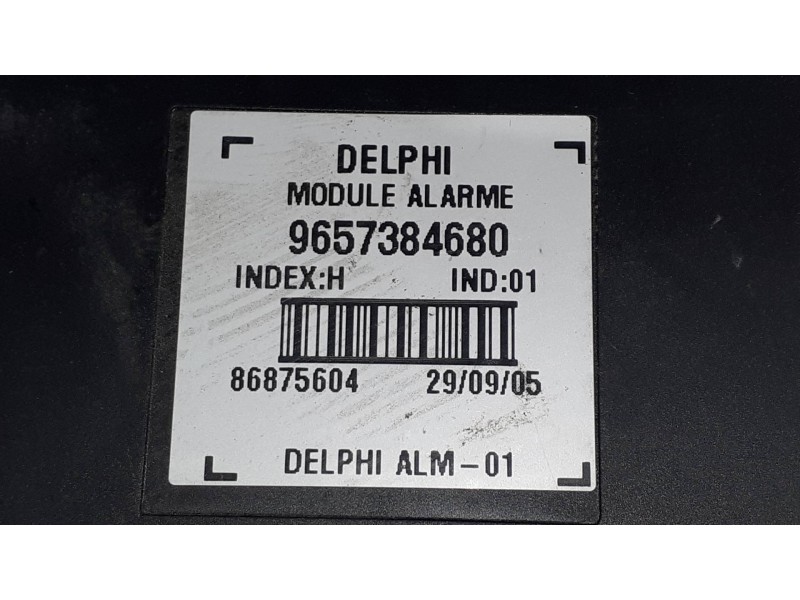 DELPHI
MODULE ALARME
9657384680
INDEX:H IND:01
86875604 29/09/05
DELPHI ALM-01